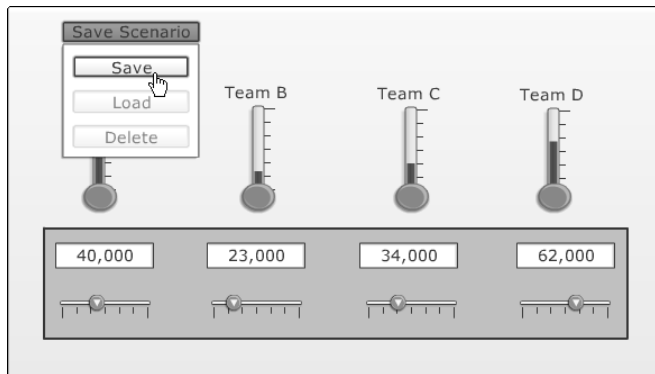 Save Scenario
Save
Load
Delete
Team B
Team C
Team D
40,000
23,000
34,000
62,000